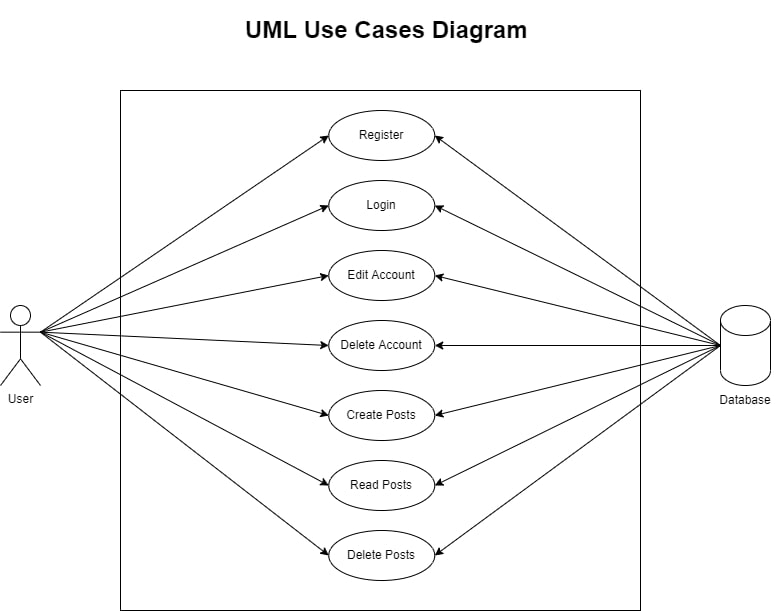 UML Use Cases Diagram
Register
Login
Edit Account
Delete Account
Create Posts
Read Posts
Delete Posts
User
Database